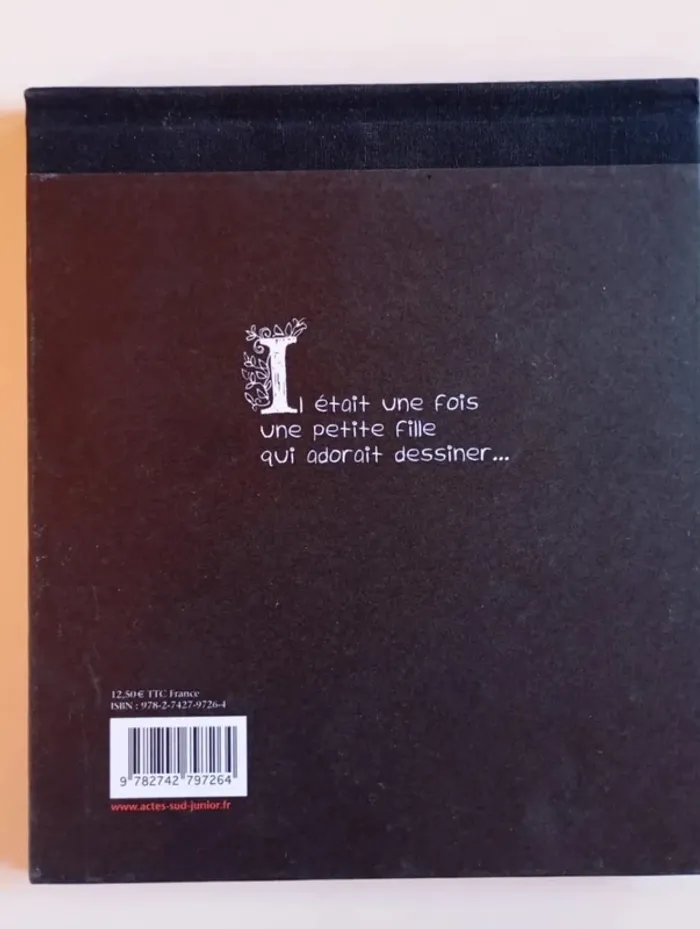 Il était une fois
une petite fille
qui adorait dessiner...
12,50€ TTC France
ISBN : 978-2-7427-9726-4
9 782742 797264
www.actes-sud-junior.fr